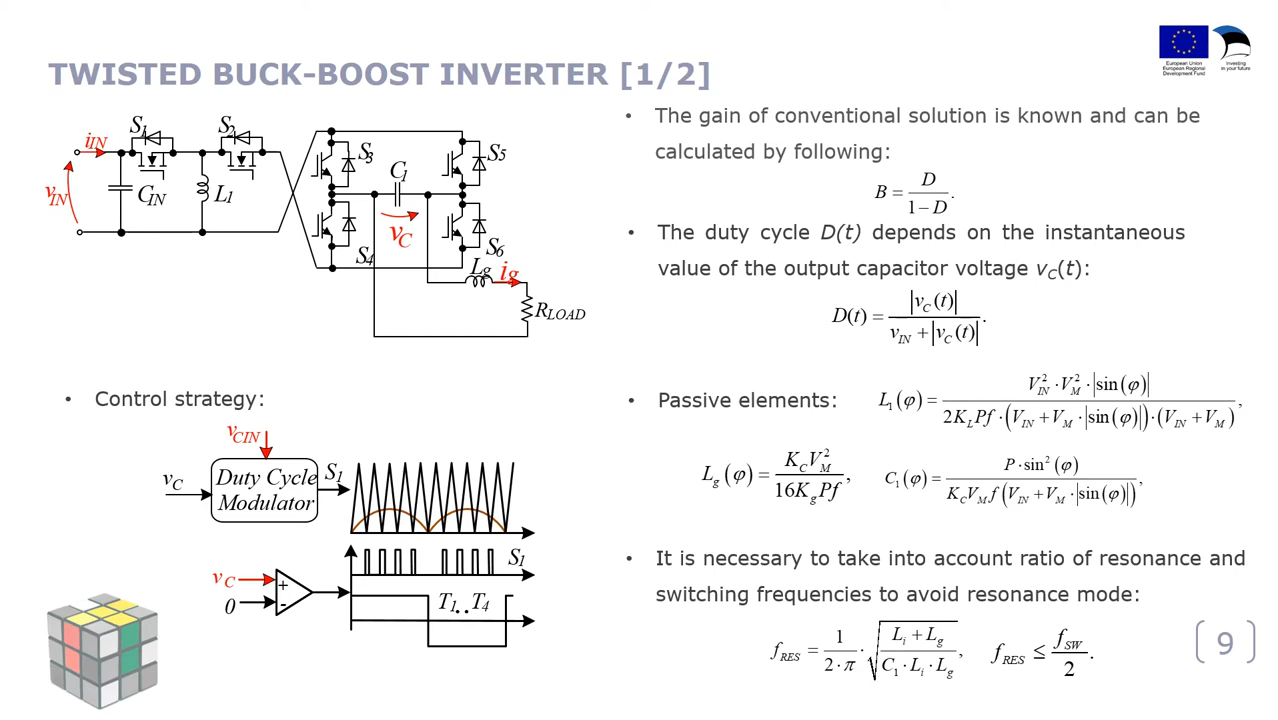 European Union
European Regional
Development Fund
Investing
in your future
TWISTED BUCK-BOOST INVERTER [1/2]
S1
S2
iIN
vIN
CIN
L1
S3
S4
C1
vC
S5
S6
Lg
ig
RLOAD
• The gain of conventional solution is known and can be
calculated by following:
B = D / (1 − D).
• The duty cycle D(t) depends on the instantaneous
value of the output capacitor voltage vC(t):
D(t) = |vC(t)| / (vIN + |vC(t)|).
• Control strategy:
vCIN
vC
Duty Cycle
Modulator
S1
S1
vC
0
+
-
T1..T4
• Passive elements:
L1(φ) = VIN² · VM² · |sin(φ)| / (2KLPf · (VIN + VM · |sin(φ)|) · (VIN + VM)),
Lg(φ) = KCVM² / (16KgPf),
C1(φ) = P · sin²(φ) / (KCVMf(VIN + VM · |sin(φ)|)),
• It is necessary to take into account ratio of resonance and
switching frequencies to avoid resonance mode:
fRES = 1 / (2 · π) · √((Li + Lg) / (C1 · Li · Lg)),
fRES ≤ fSW / 2.
[ 9 ]